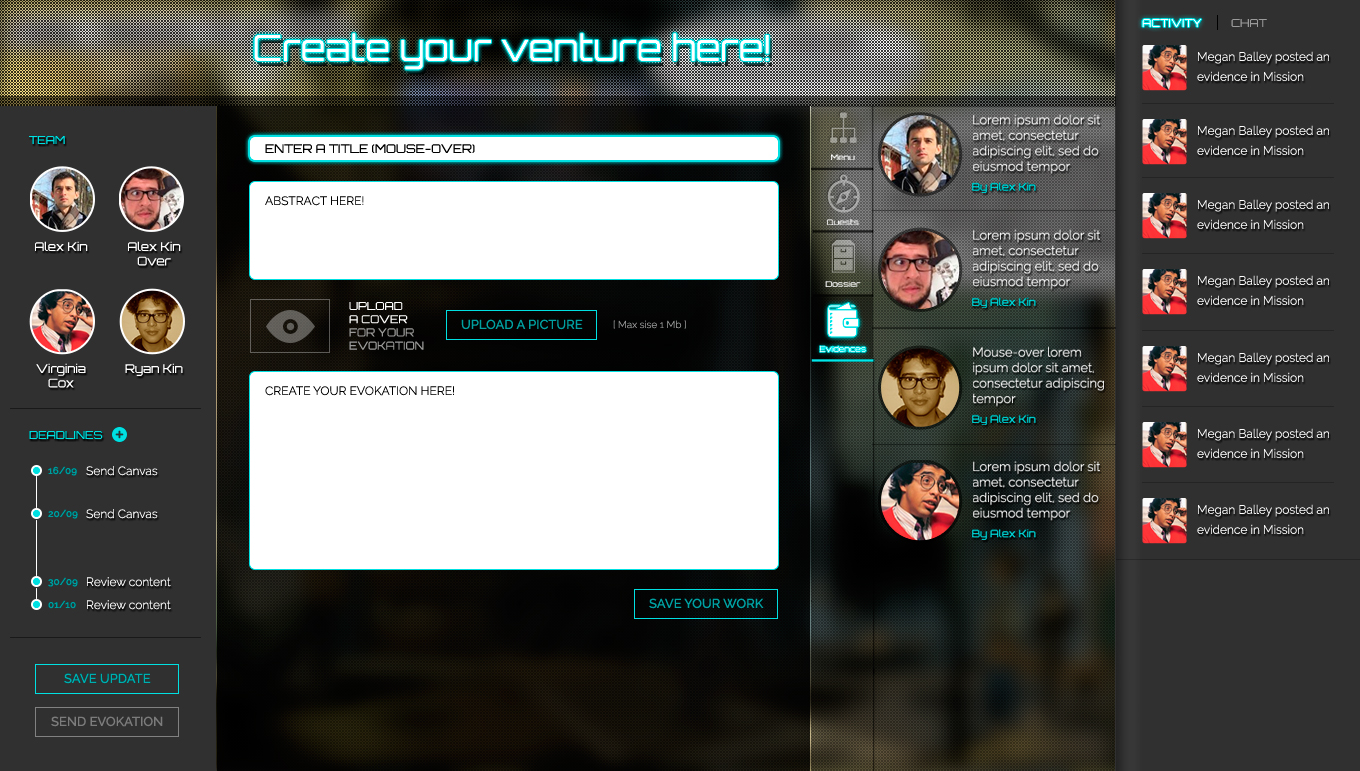 Create your venture here!
ACTIVITY
CHAT
TEAM
Alex Kin
Alex Kin
Over
Virginia
Cox
Ryan Kin
DEADLINES
16/09 Send Canvas
20/09 Send Canvas
30/09 Review content
01/10 Review content
SAVE UPDATE
SEND EVOKATION
ENTER A TITLE (MOUSE-OVER)
ABSTRACT HERE!
UPLOAD
A COVER
FOR YOUR
EVOKATION
UPLOAD A PICTURE
[ Max sise 1 Mb ]
CREATE YOUR EVOKATION HERE!
SAVE YOUR WORK
Menu
Quests
Dossier
Evidences
Lorem ipsum dolor sit
amet, consectetur
adipiscing elit, sed do
eiusmod tempor
By Alex Kin
Lorem ipsum dolor sit
amet, consectetur
adipiscing elit, sed do
eiusmod tempor
By Alex Kin
Mouse-over lorem
ipsum dolor sit amet,
consectetur adipiscing
tempor
By Alex Kin
Lorem ipsum dolor sit
amet, consectetur
adipiscing elit, sed do
eiusmod tempor
By Alex Kin
Megan Balley posted an
evidence in Mission
Megan Balley posted an
evidence in Mission
Megan Balley posted an
evidence in Mission
Megan Balley posted an
evidence in Mission
Megan Balley posted an
evidence in Mission
Megan Balley posted an
evidence in Mission
Megan Balley posted an
evidence in Mission